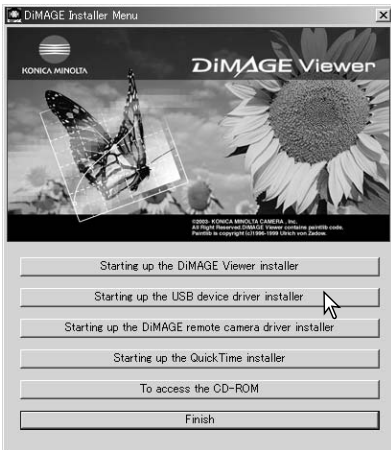 DiMAGE Installer Menu
KONICA MINOLTA
DiMAGE Viewer
©2003- KONICA MINOLTA CAMERA , Inc.
All Right Reserved.DiMAGE Viewer contains paintlib code.
Paintlib is copyright (c)1996-1999 Ulrich von Zadow.
Starting up the DiMAGE Viewer installer
Starting up the USB device driver installer
Starting up the DiMAGE remote camera driver installer
Starting up the QuickTime installer
To access the CD-ROM
Finish